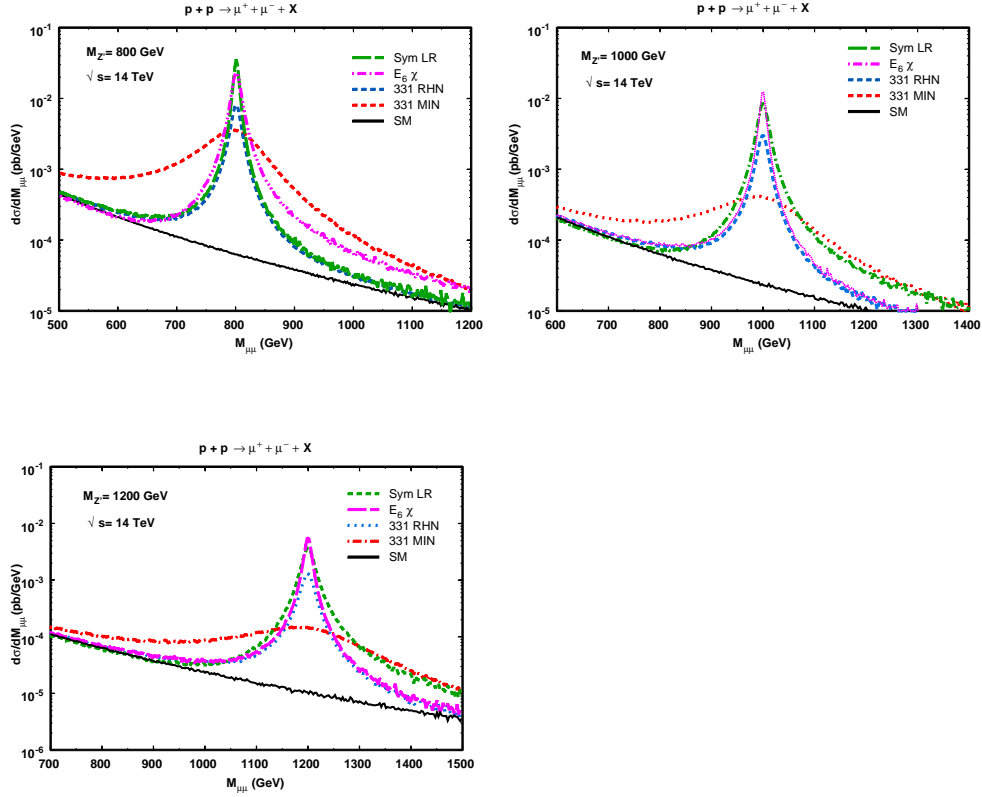 p + p → μ⁺ + μ⁻ + X
M_Z'= 800 GeV
√ s= 14 TeV
Sym LR
E₆ χ
331 RHN
331 MIN
SM
dσ/dM_μμ (pb/GeV)
10⁻¹
10⁻²
10⁻³
10⁻⁴
10⁻⁵
500 600 700 800 900 1000 1100 1200
M_μμ (GeV)
p + p → μ⁺ + μ⁻ + X
M_Z'= 1000 GeV
√ s= 14 TeV
Sym LR
E₆ χ
331 RHN
331 MIN
SM
dσ/dM_μμ (pb/GeV)
10⁻¹
10⁻²
10⁻³
10⁻⁴
10⁻⁵
600 700 800 900 1000 1100 1200 1300 1400
M_μμ (GeV)
p + p → μ⁺ + μ⁻ + X
M_Z'= 1200 GeV
√ s= 14 TeV
Sym LR
E₆ χ
331 RHN
331 MIN
SM
dσ/dM_μμ (pb/GeV)
10⁻¹
10⁻²
10⁻³
10⁻⁴
10⁻⁵
10⁻⁶
700 800 900 1000 1100 1200 1300 1400 1500
M_μμ (GeV)